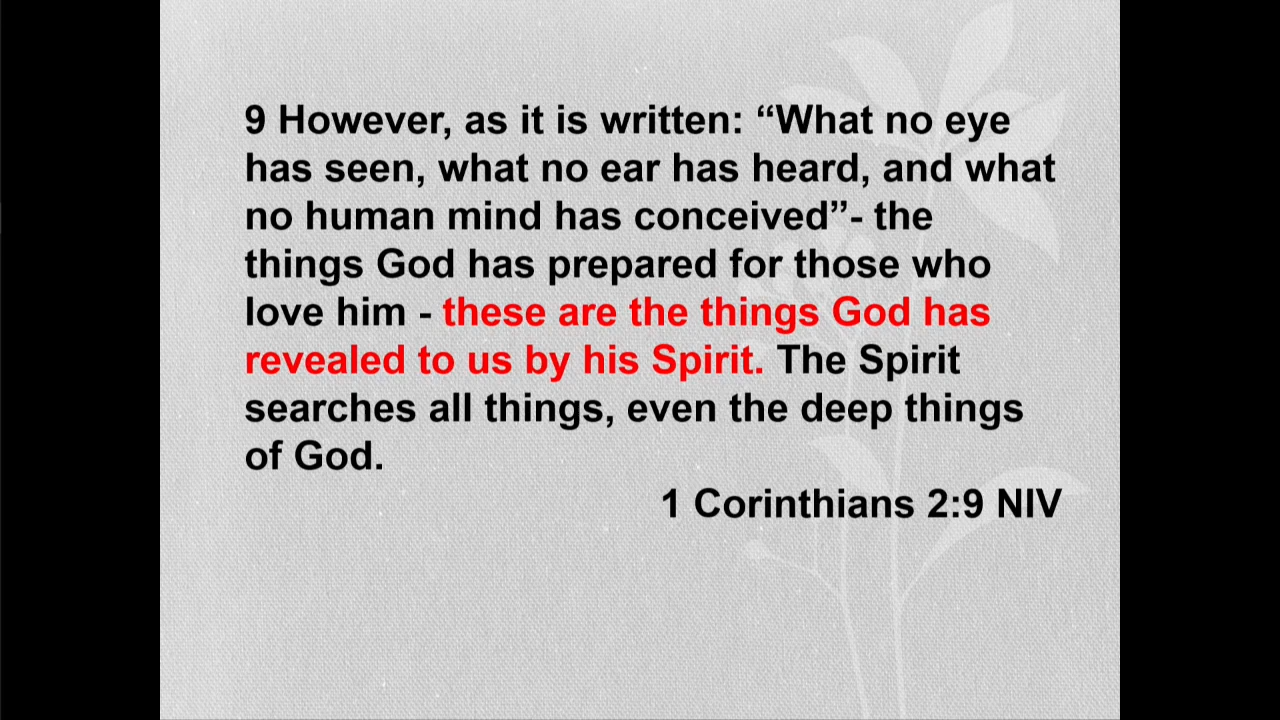 9 However, as it is written: “What no eye
has seen, what no ear has heard, and what
no human mind has conceived”- the
things God has prepared for those who
love him - these are the things God has
revealed to us by his Spirit. The Spirit
searches all things, even the deep things
of God.
1 Corinthians 2:9 NIV